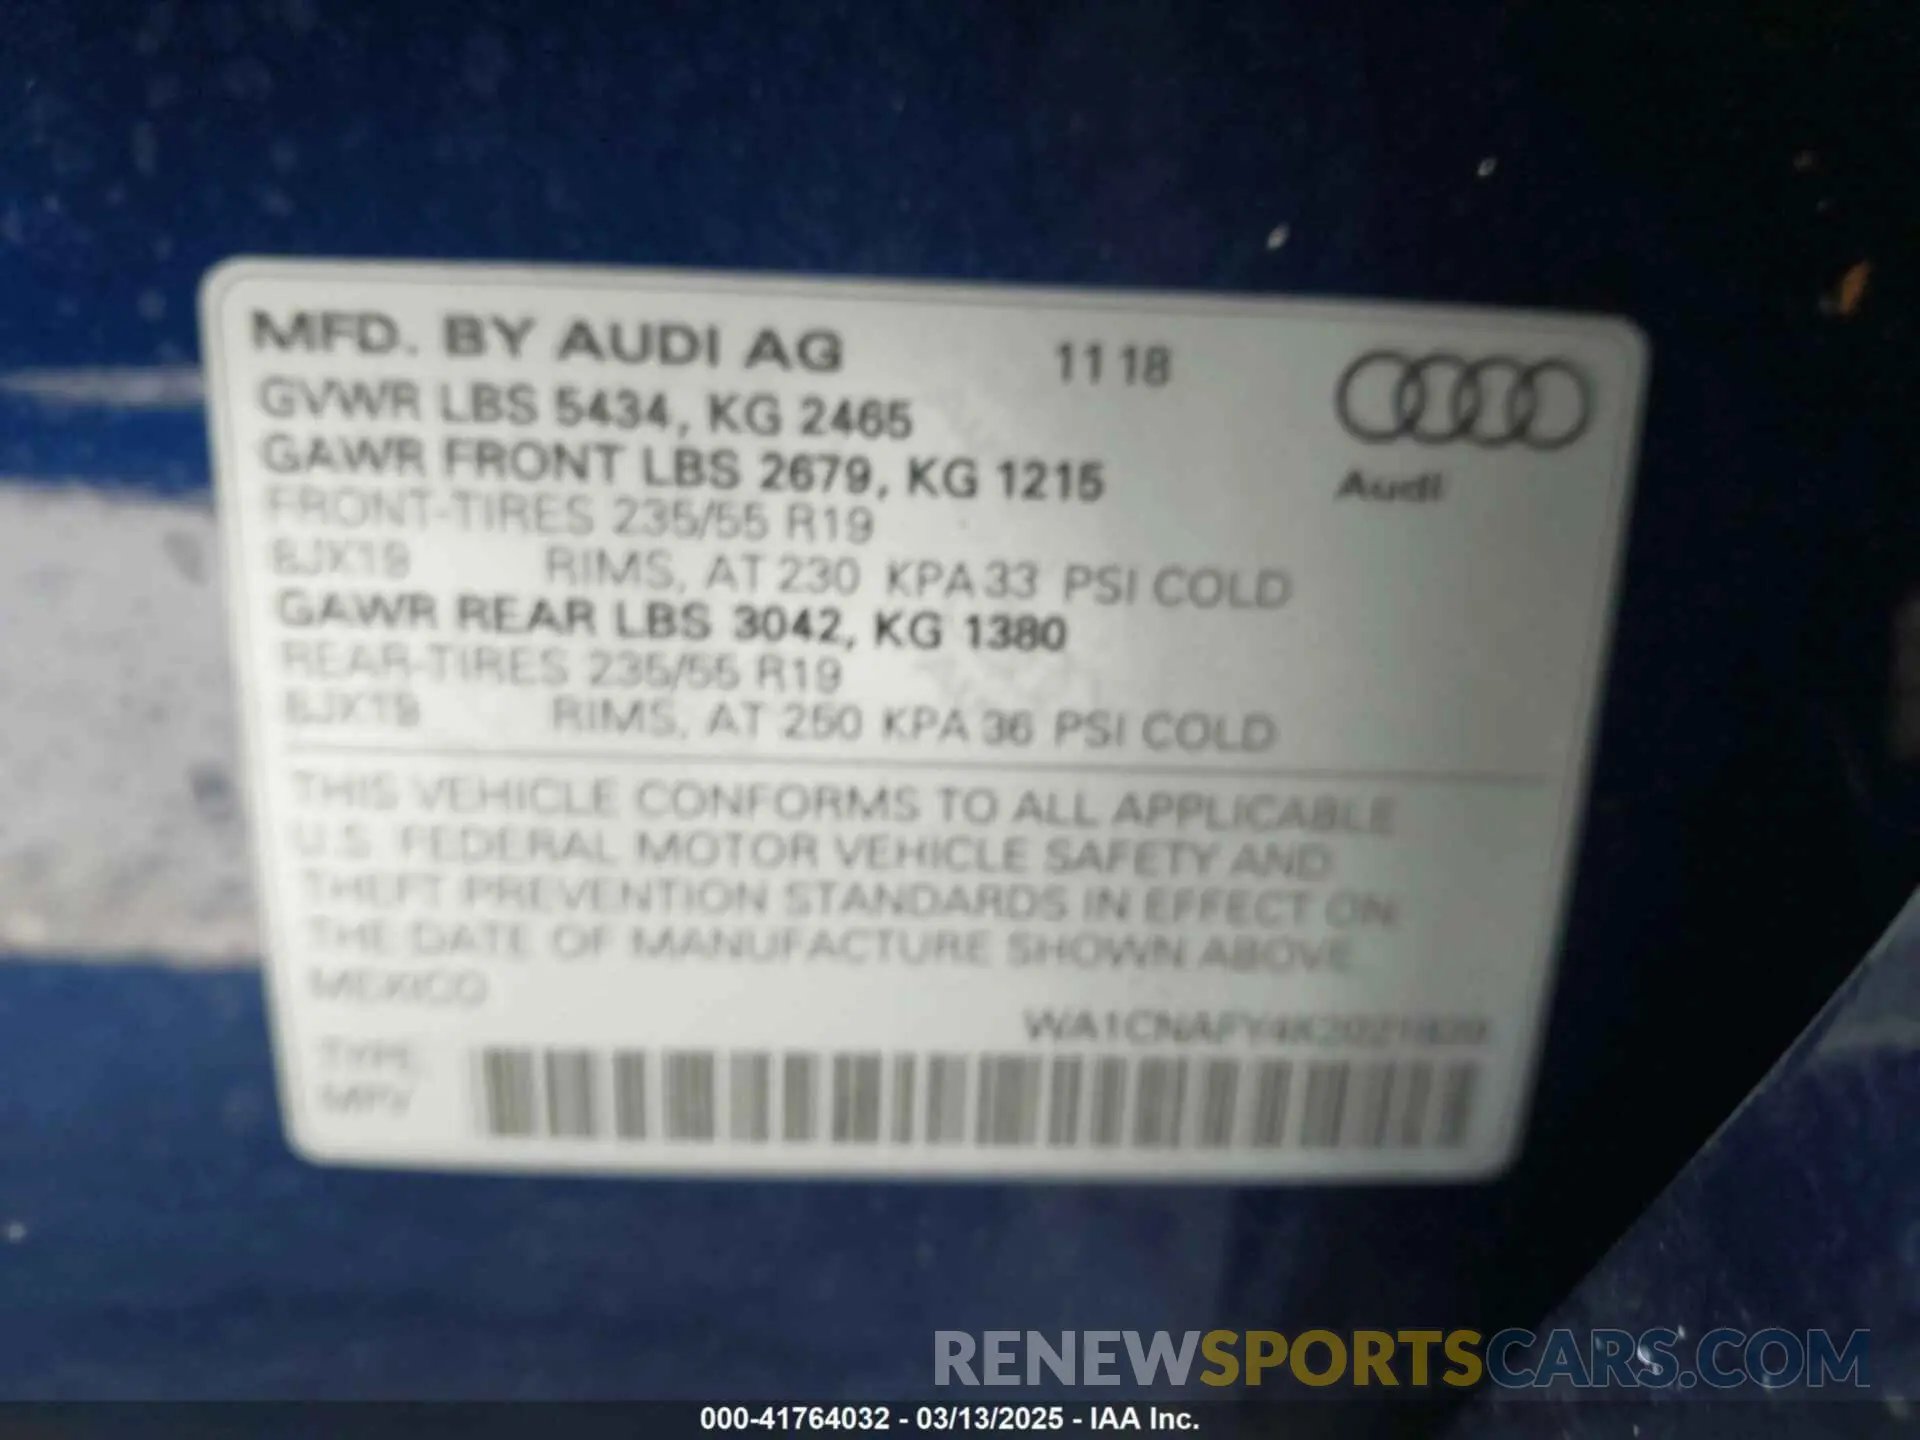 MFD. BY AUDI AG 11 18
GVWR LBS 5434, KG 2465
GAWR FRONT LBS 2679, KG 1215
Audi
FRONT-TIRES 235/55 R19
8JX19 RIMS, AT 230 KPA 33 PSI COLD
GAWR REAR LBS 3042, KG 1380
REAR-TIRES 235/55 R19
8JX19 RIMS, AT 250 KPA 36 PSI COLD
THIS VEHICLE CONFORMS TO ALL APPLICABLE
U.S. FEDERAL MOTOR VEHICLE SAFETY AND
THEFT PREVENTION STANDARDS IN EFFECT ON
THE DATE OF MANUFACTURE SHOWN ABOVE
MEXICO
TYPE
MPV
RENEWSPORTSCARS.COM
000-41764032 - 03/13/2025 - IAA Inc.